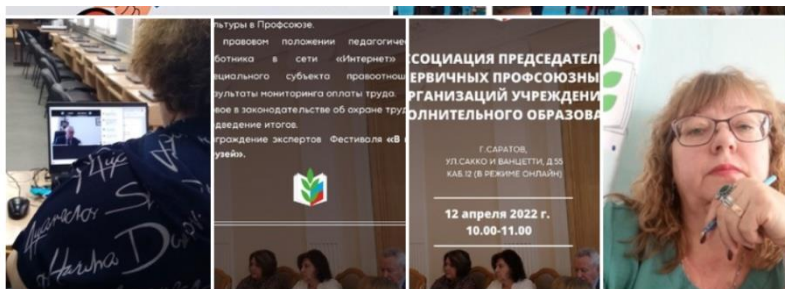 льтуры в Профсоюзе.
правовом положении педагогичес
ботника в сети «Интернет»
ециального субъекта правоотнош
зультаты мониторинга оплаты труда.
вое в законодательстве об охране труд
дведение итогов.
граждение экспертов Фестиваля «В
узей».
ССОЦИАЦИЯ ПРЕДСЕДАТЕЛ
ЕРВИЧНЫХ ПРОФСОЮЗНЫ
РГАНИЗАЦИЙ УЧРЕЖДЕНИ
ОЛНИТЕЛЬНОГО ОБРАЗОВА
Г.САРАТОВ,
УЛ.САККО И ВАНЦЕТТИ, Д.55
КАБ.12 (В РЕЖИМЕ ОНЛАЙН)
12 апреля 2022 г.
10.00-11.00